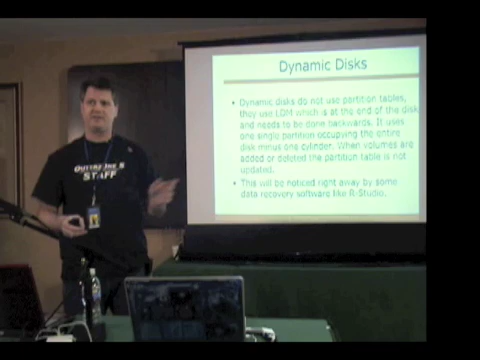 Dynamic Disks
• Dynamic disks do not use partition tables,
they use LDM which is at the end of the disk
and needs to be done backwards. It uses
one single partition occupying the entire
disk minus one cylinder. When volumes are
added or deleted the partition table is not
updated.
• This will be noticed right away by some
data recovery software like R-Studio.
STAFF